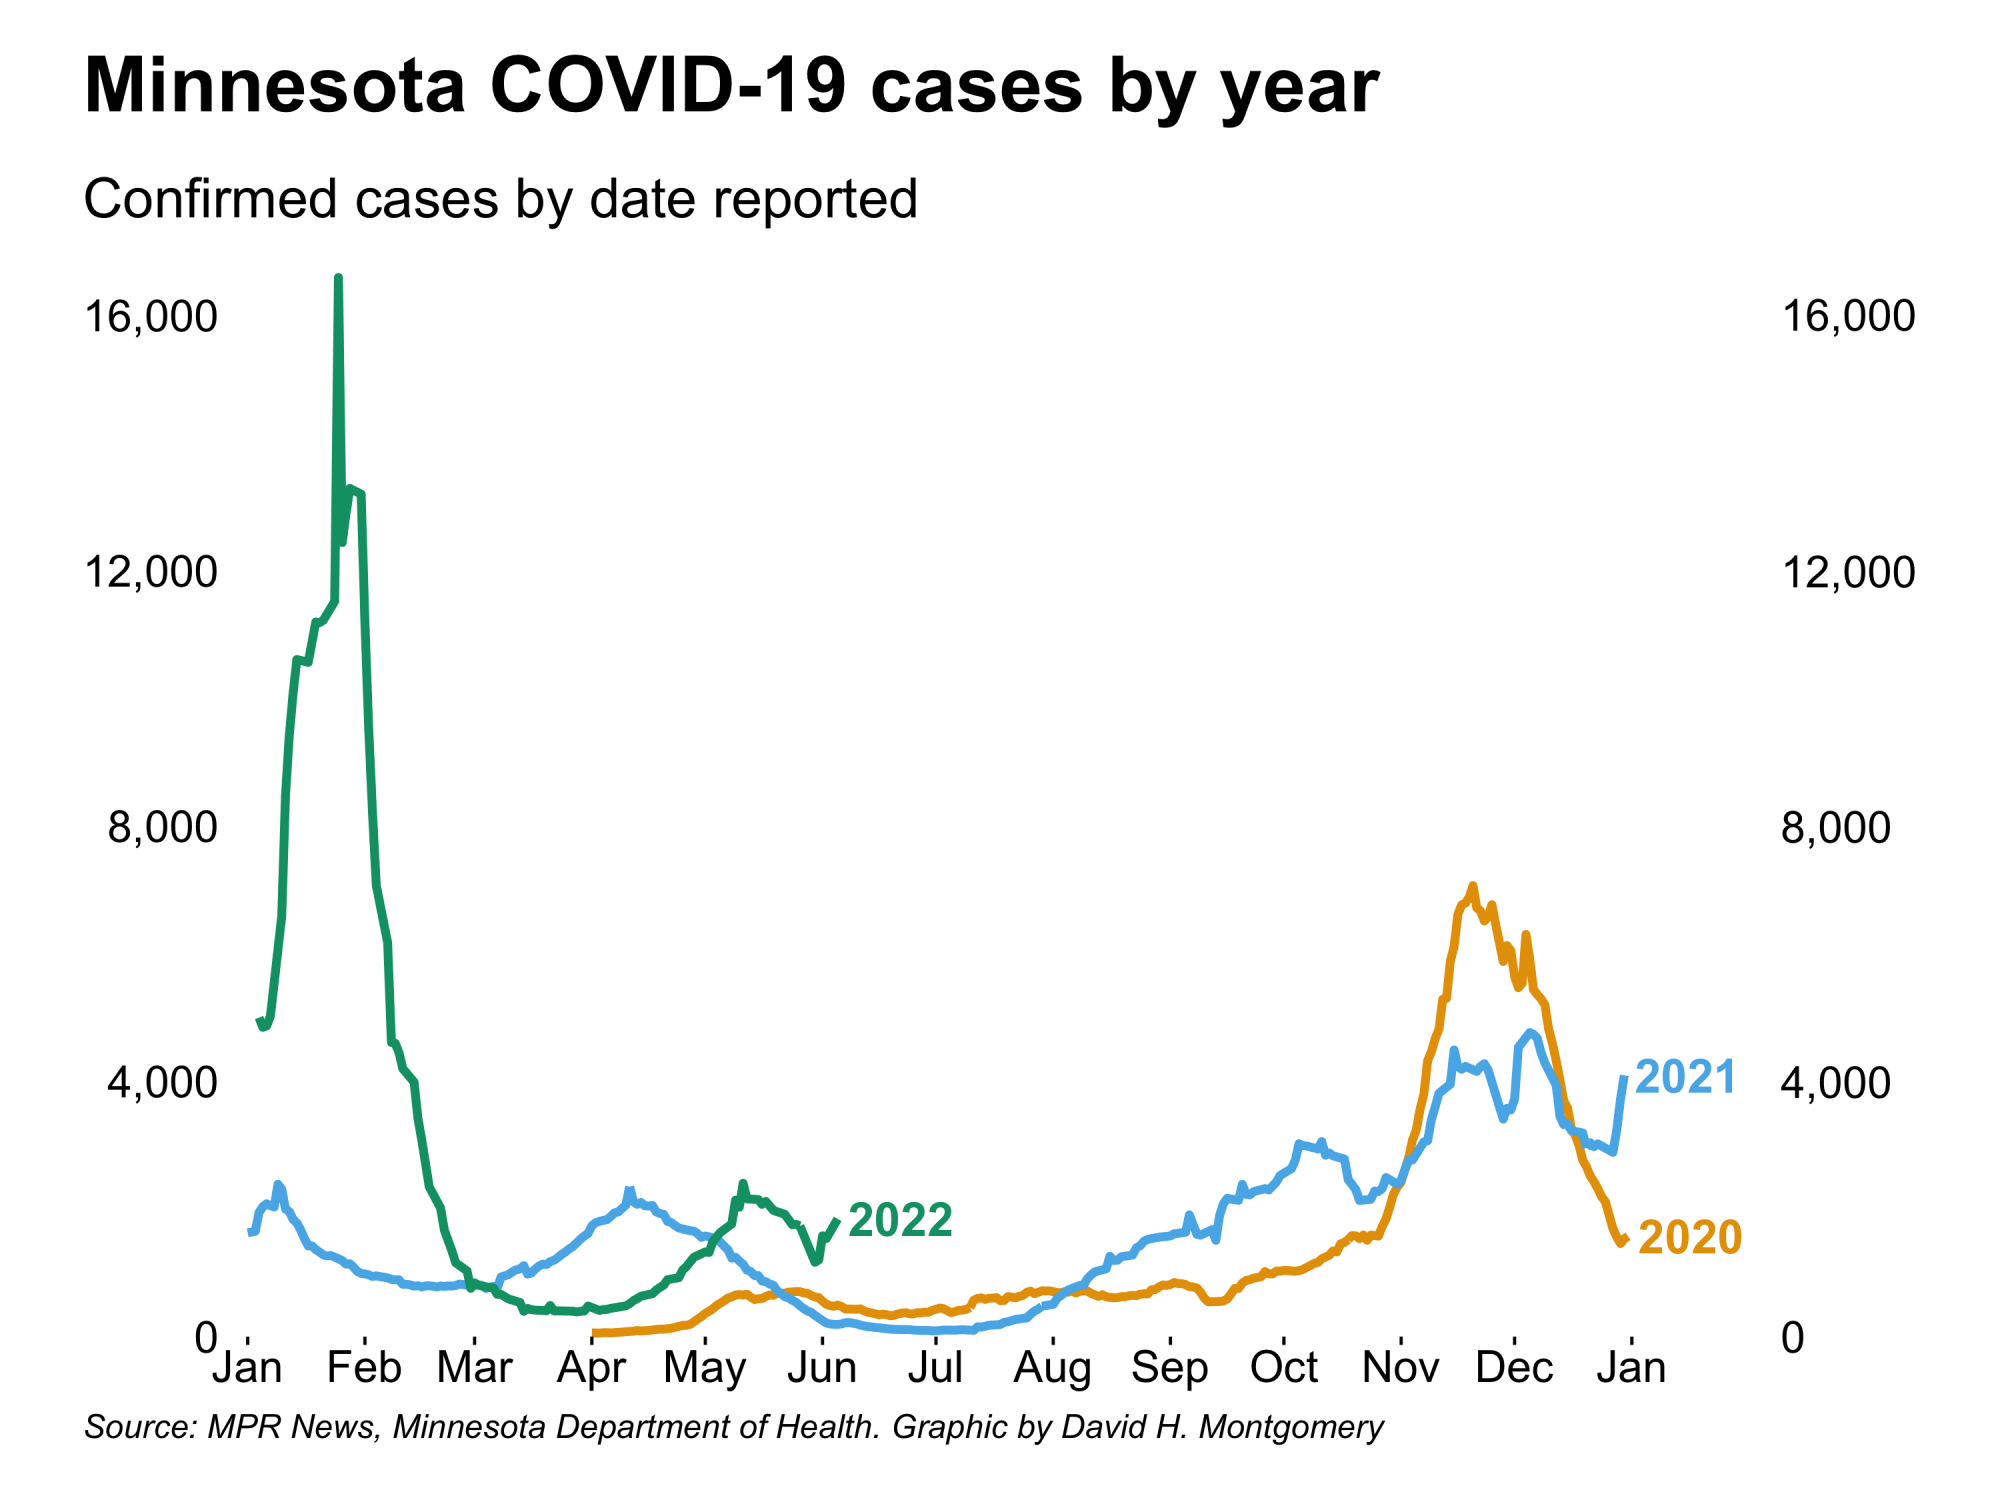 Minnesota COVID-19 cases by year
Confirmed cases by date reported
16,000 16,000
12,000 12,000
8,000 8,000
4,000 2021 4,000
2022 2020
0 0
Jan Feb Mar Apr May Jun Jul Aug Sep Oct Nov Dec Jan
Source: MPR News, Minnesota Department of Health. Graphic by David H. Montgomery